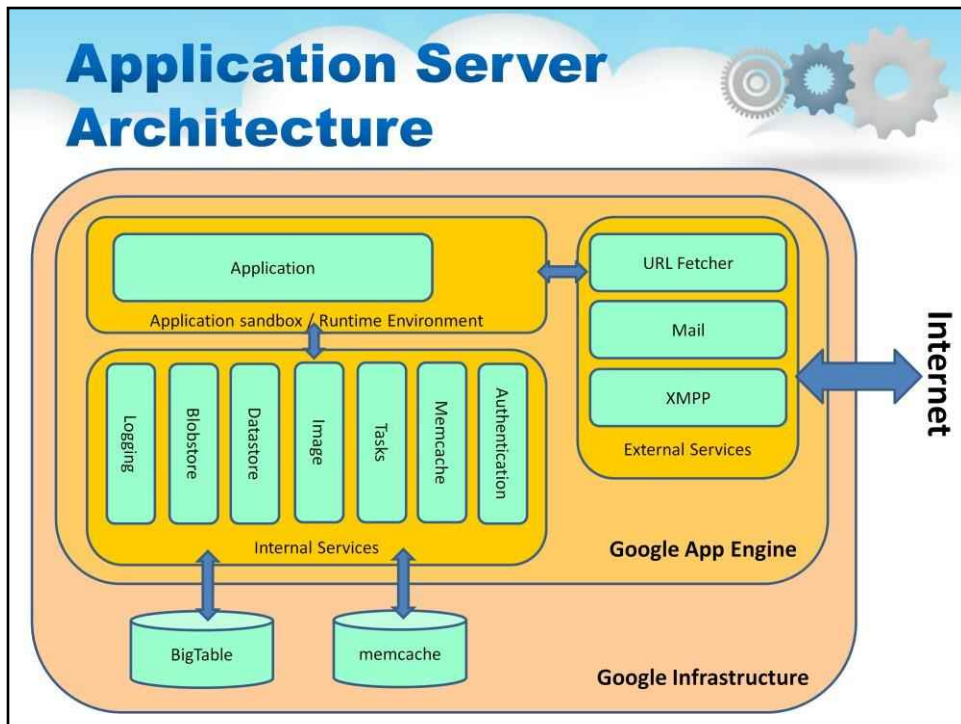 Application Server
Architecture
Application
Application sandbox / Runtime Environment
URL Fetcher
Mail
XMPP
External Services
Internet
Logging
Blobstore
Datastore
Image
Tasks
Memcache
Authentication
Internal Services
Google App Engine
BigTable
memcache
Google Infrastructure